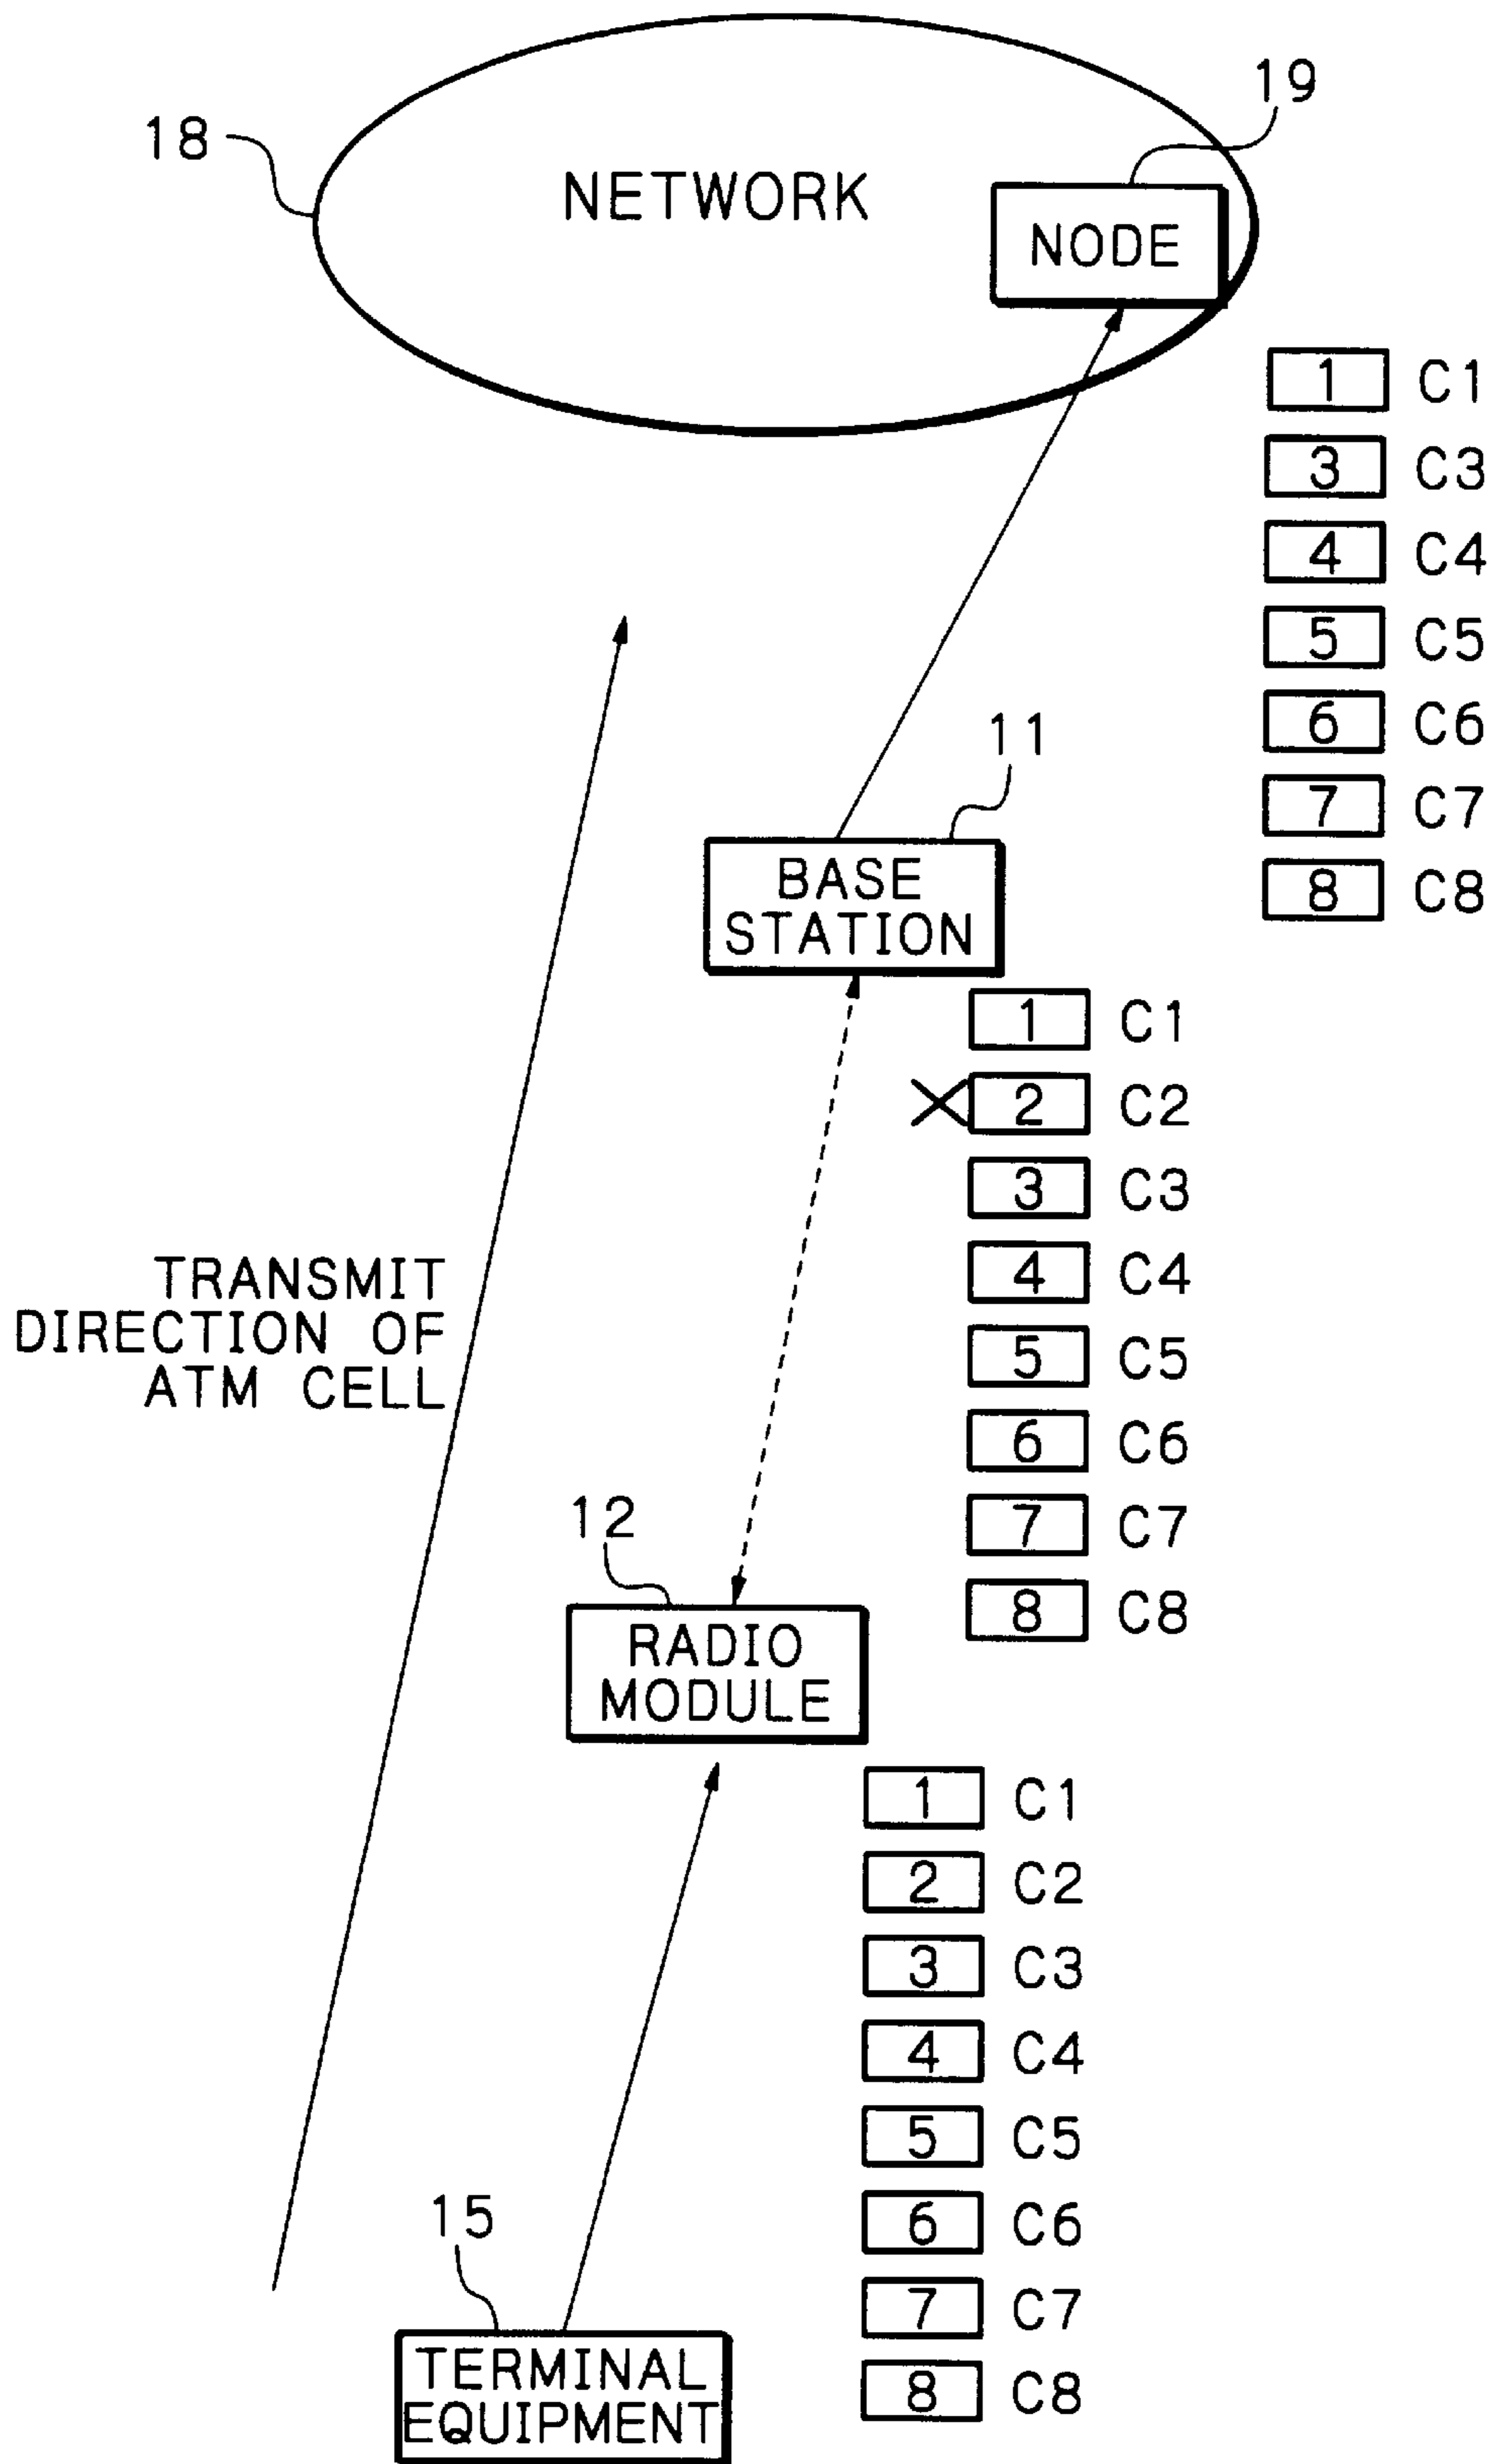 19
18
NETWORK
NODE
1 C1
3 C3
4 C4
5 C5
6 C6
7 C7
8 C8
11
BASE
STATION
1 C1
2 C2
3 C3
4 C4
5 C5
6 C6
7 C7
8 C8
TRANSMIT
DIRECTION OF
ATM CELL
12
RADIO
MODULE
1 C1
2 C2
3 C3
4 C4
5 C5
6 C6
7 C7
8 C8
15
TERMINAL
EQUIPMENT